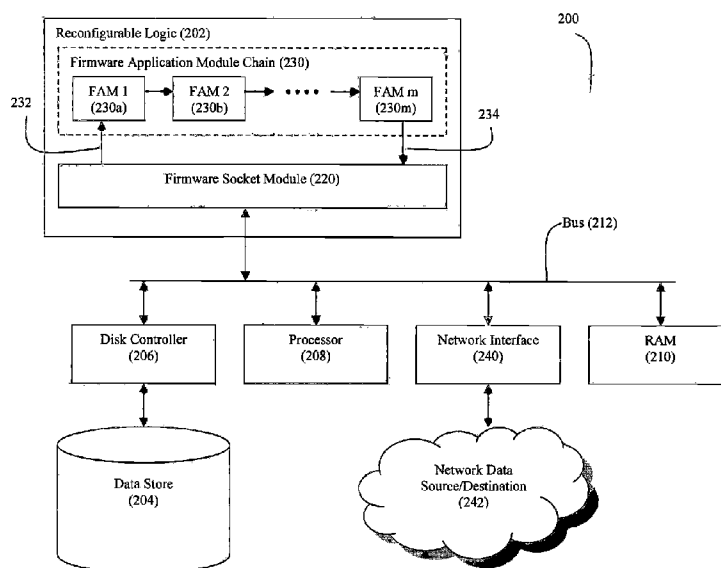 Reconfigurable Logic (202)
200
Firmware Application Module Chain (230)
FAM 1
(230a)
FAM 2
(230b)
FAM m
(230m)
232
234
Firmware Socket Module (220)
Bus (212)
Disk Controller
(206)
Processor
(208)
Network Interface
(240)
RAM
(210)
Data Store
(204)
Network Data
Source/Destination
(242)